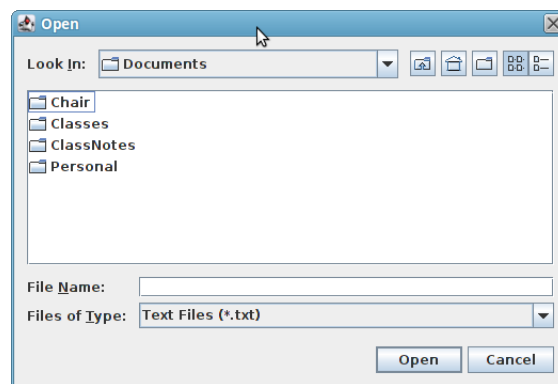 Open
Look In: Documents
Chair
Classes
ClassNotes
Personal
File Name:
Files of Type: Text Files (*.txt)
Open Cancel